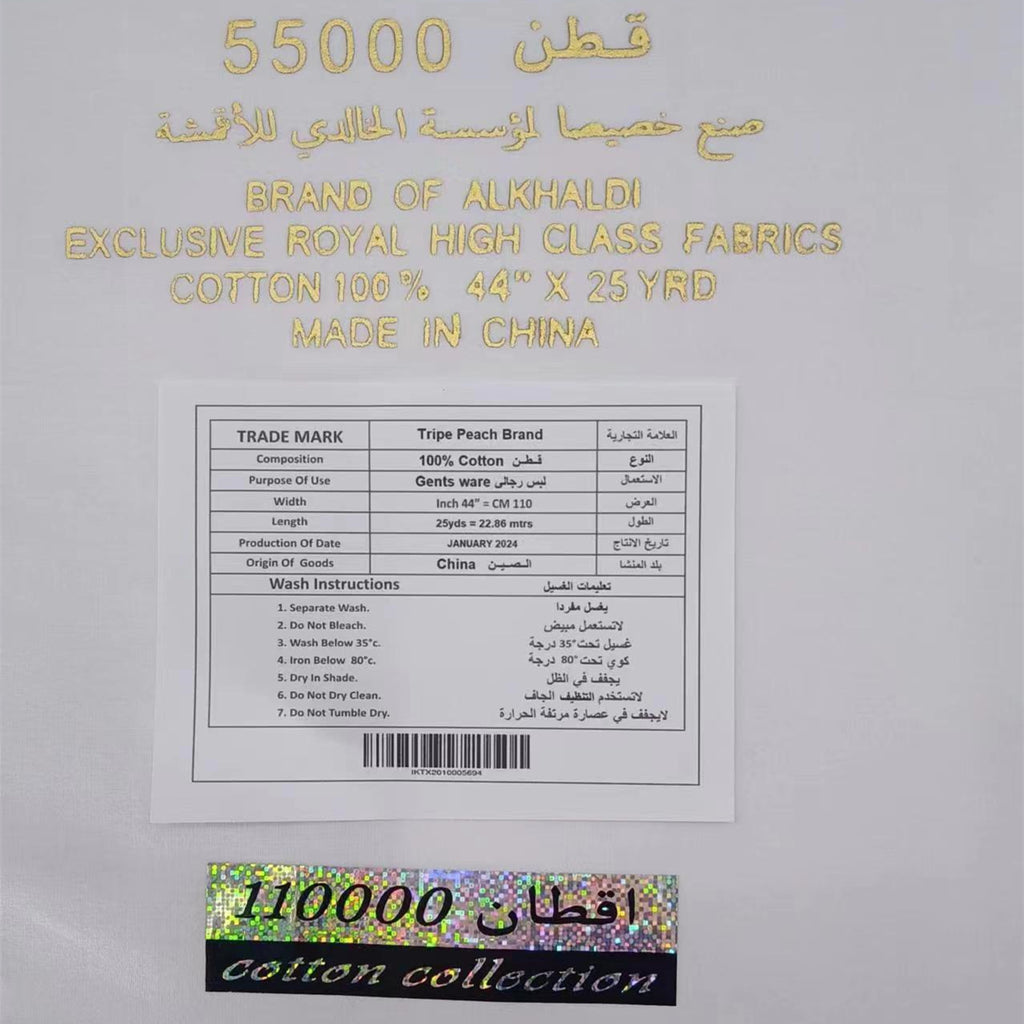 قطن 55000
صنع خصيصا لمؤسسة الخالدي للأقمشة
BRAND OF ALKHALDI
EXCLUSIVE ROYAL HIGH CLASS FABRICS
COTTON 100% 44" X 25 YRD
MADE IN CHINA
TRADE MARK Tripe Peach Brand العلامة التجارية
Composition 100% Cotton قطن النوع
Purpose Of Use Gents ware لبس رجالى الاستعمال
Width Inch 44" = CM 110 العرض
Length 25yds = 22.86 mtrs الطول
Production Of Date JANUARY 2024 تاريخ الانتاج
Origin Of Goods China الصين بلد المنشا
Wash Instructions تعليمات الغسيل
1. Separate Wash. يغسل مفردا
2. Do Not Bleach. لاتستعمل مبيض
3. Wash Below 35°c. غسيل تحت 35° درجة
4. Iron Below 80°c. كوي تحت 80° درجة
5. Dry In Shade. يجفف في الظل
6. Do Not Dry Clean. لاتستخدم التنظيف الجاف
7. Do Not Tumble Dry. لايجفف في عصارة مرتفة الحرارة
IKTX2010005694
110000 اقطان
cotton collection